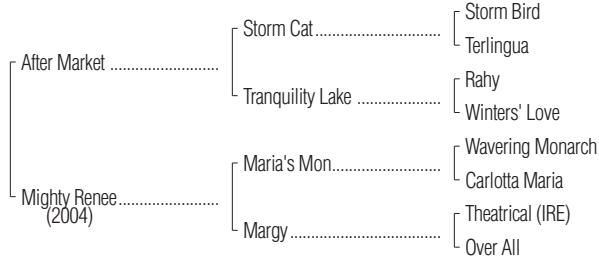 Storm Bird
Storm Cat
Terlingua
After Market
Rahy
Tranquility Lake
Winters' Love
Wavering Monarch
Maria's Mon
Carlotta Maria
Mighty Renee
(2004)
Theatrical (IRE)
Margy
Over All